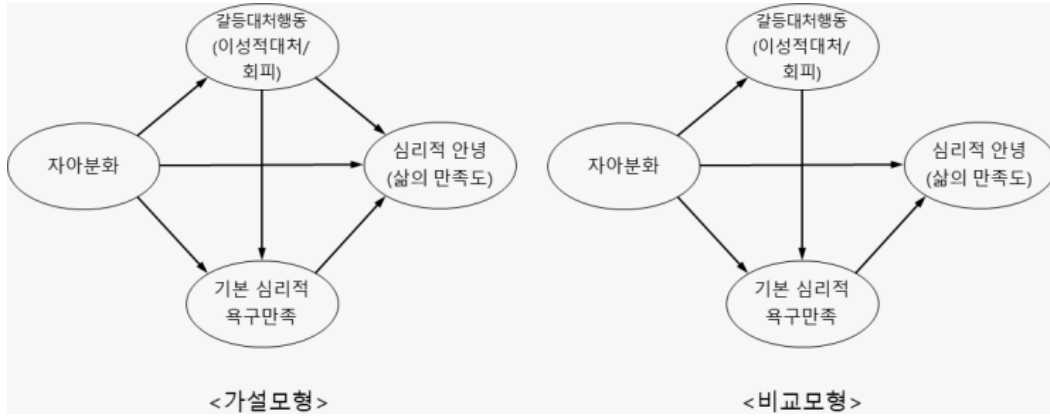 갈등대처행동
(이성적대처/
회피)
자아분화
심리적 안녕
(삶의 만족도)
기본 심리적
욕구만족
<가설모형>
갈등대처행동
(이성적대처/
회피)
자아분화
심리적 안녕
(삶의 만족도)
기본 심리적
욕구만족
<비교모형>